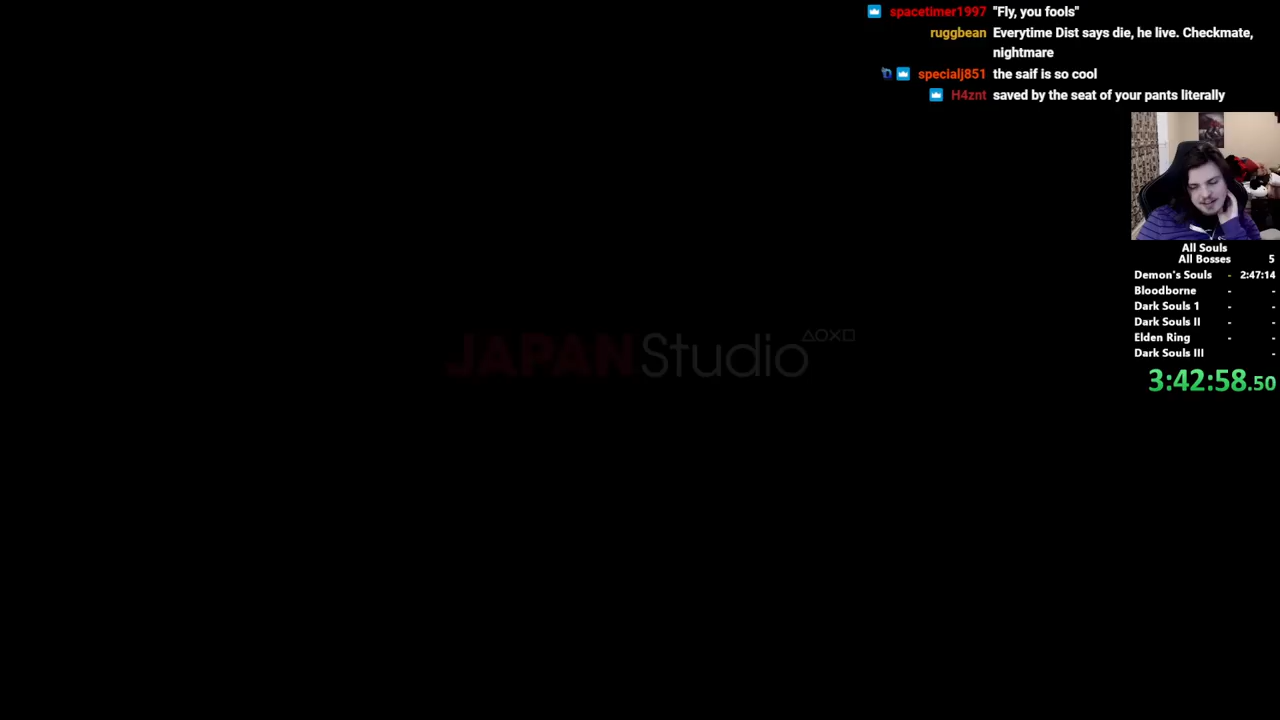 spacetimer1997 "Fly, you fools"
ruggbean Everytime Dist says die, he live. Checkmate,
nightmare
specialj851 the saif is so cool
H4znt saved by the seat of your pants literally
All Souls
All Bosses 5
Demon's Souls - 2:47:14
Bloodborne - -
Dark Souls 1 - -
Dark Souls II - -
Elden Ring - -
Dark Souls III -
3:42:58.50
JAPANStudio